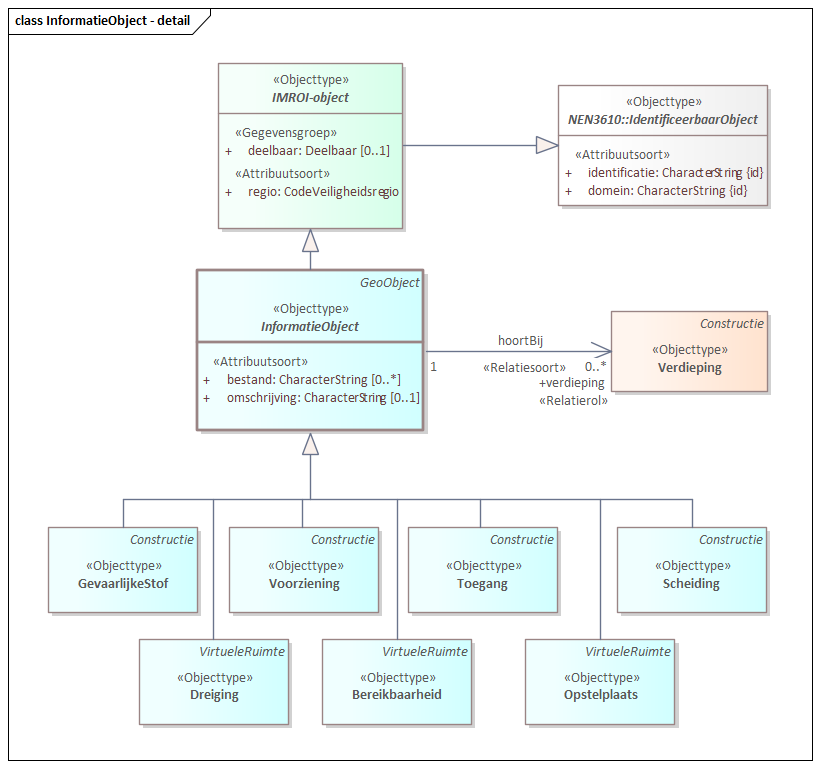 class InformatieObject - detail
«Objecttype»
IMROI-object
«Gegevensgroep»
+ deelbaar: Deelbaar [0..1]
«Attribuutsoort»
+ regio: CodeVeiligheidsregio
«Objecttype»
NEN3610::IdentificeerbaarObject
«Attribuutsoort»
+ identificatie: CharacterString {id}
+ domein: CharacterString {id}
GeoObject
«Objecttype»
InformatieObject
«Attribuutsoort»
+ bestand: CharacterString [0..*]
+ omschrijving: CharacterString [0..1]
hoortBij
1 «Relatiesoort» 0..*
+verdieping
«Relatierol»
Constructie
«Objecttype»
Verdieping
Constructie
«Objecttype»
GevaarlijkeStof
Constructie
«Objecttype»
Voorziening
Constructie
«Objecttype»
Toegang
Constructie
«Objecttype»
Scheiding
VirtueleRuimte
«Objecttype»
Dreiging
VirtueleRuimte
«Objecttype»
Bereikbaarheid
VirtueleRuimte
«Objecttype»
Opstelplaats